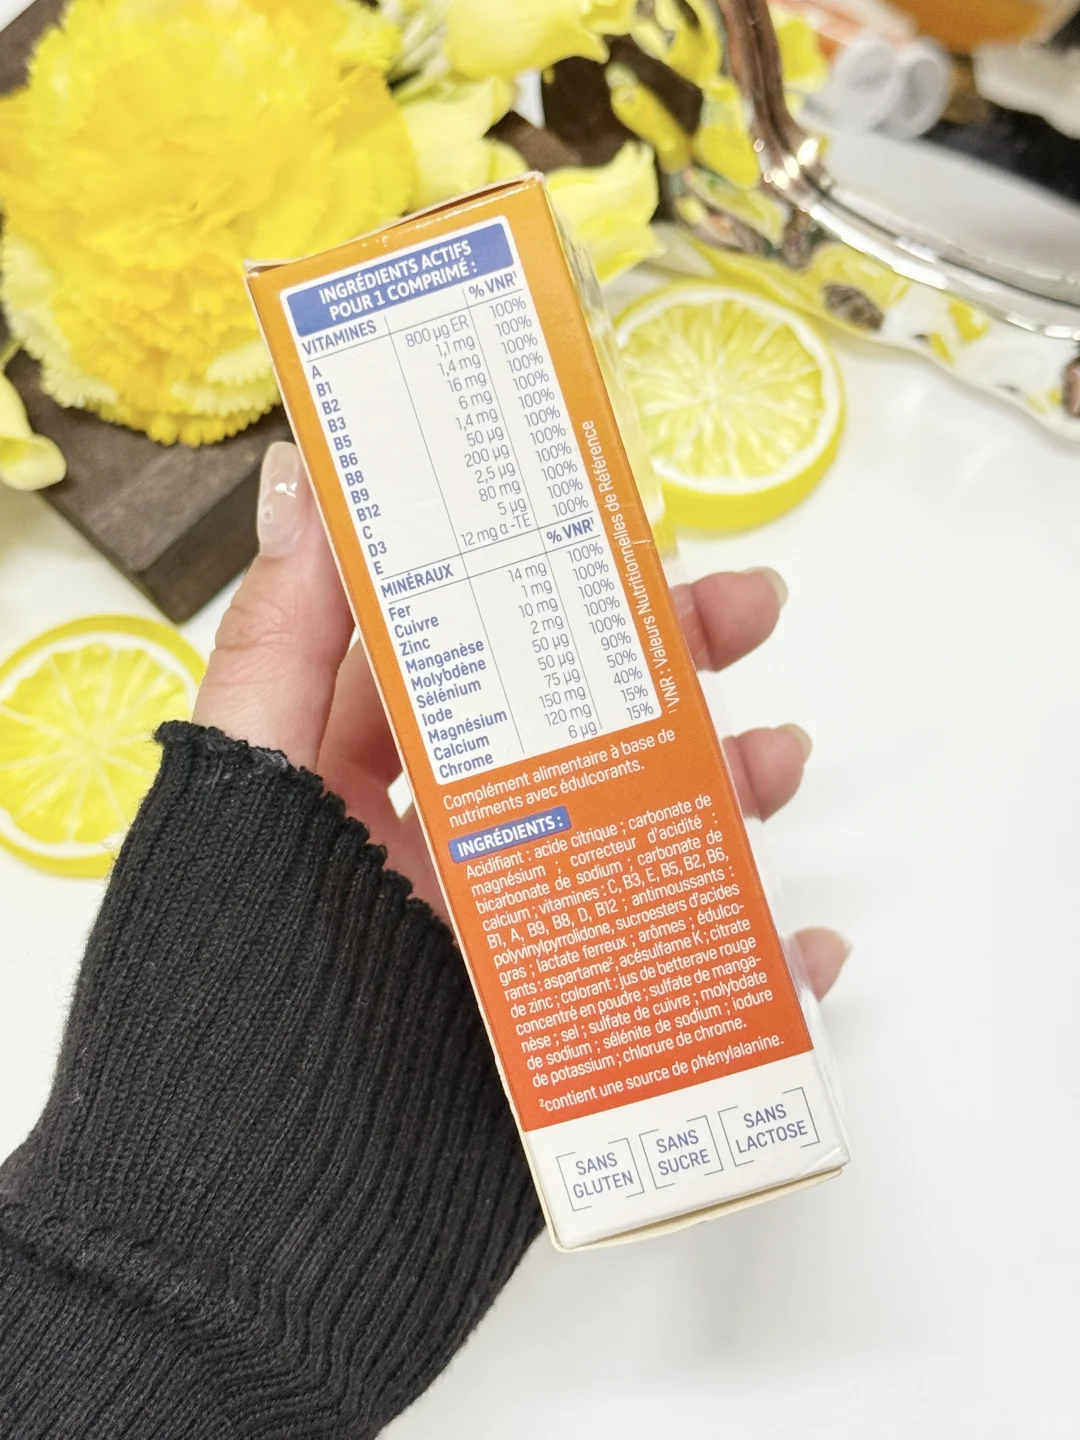 INGRÉDIENTS ACTIFS
POUR 1 COMPRIMÉ :
VITAMINES % VNR¹
A 800 µg ER 100%
B1 1,1 mg 100%
B2 1,4 mg 100%
B3 16 mg 100%
B5 6 mg 100%
B6 1,4 mg 100%
B8 50 µg 100%
B9 200 µg 100%
B12 2,5 µg 100%
C 80 mg 100%
D3 5 µg 100%
E 12 mg α-TE 100%
MINÉRAUX % VNR¹
Fer 14 mg 100%
Cuivre 1 mg 100%
Zinc 10 mg 100%
Manganèse 2 mg 100%
Molybdène 50 µg 100%
Sélénium 50 µg 90%
Iode 75 µg 50%
Magnésium 150 mg 40%
Calcium 120 mg 15%
Chrome 6 µg 15%
¹VNR : Valeurs Nutritionnelles de Référence
Complément alimentaire à base de
nutriments avec édulcorants.
INGRÉDIENTS :
Acidifiant : acide citrique ; carbonate de
magnésium ; correcteur d'acidité :
bicarbonate de sodium ; carbonate de
calcium ; vitamines : C, B3, E, B5, B2, B6,
B1, A, B9, B8, D, B12 ; antimoussants :
polyvinylpyrrolidone, sucroesters d'acides
gras ; lactate ferreux ; arômes ; édulco-
rants : aspartame², acésulfame K ; citrate
de zinc ; colorant : jus de betterave rouge
concentré en poudre ; sulfate de manga-
nèse ; sel ; sulfate de cuivre ; molybdate
de sodium ; sélénite de sodium ; iodure
de potassium ; chlorure de chrome.
²contient une source de phénylalanine.
SANS
GLUTEN
SANS
SUCRE
SANS
LACTOSE